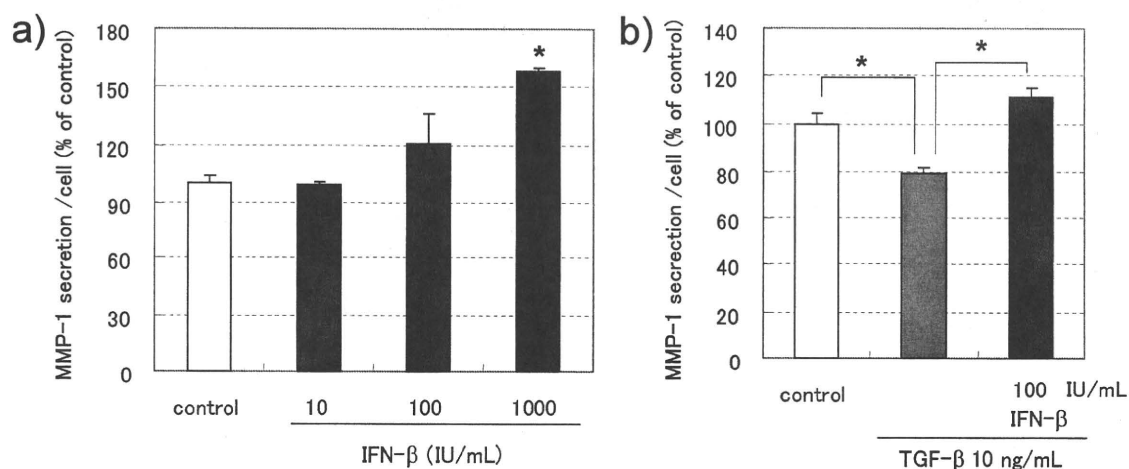 a)
MMP-1 secretion /cell (% of control)
180
150
120
90
60
30
0
*
control
10
100
1000
IFN-β (IU/mL)
b)
MMP-1 secrection /cell (% of control)
140
120
100
80
60
40
20
0
*
*
control
100 IU/mL
IFN-β
TGF-β 10 ng/mL